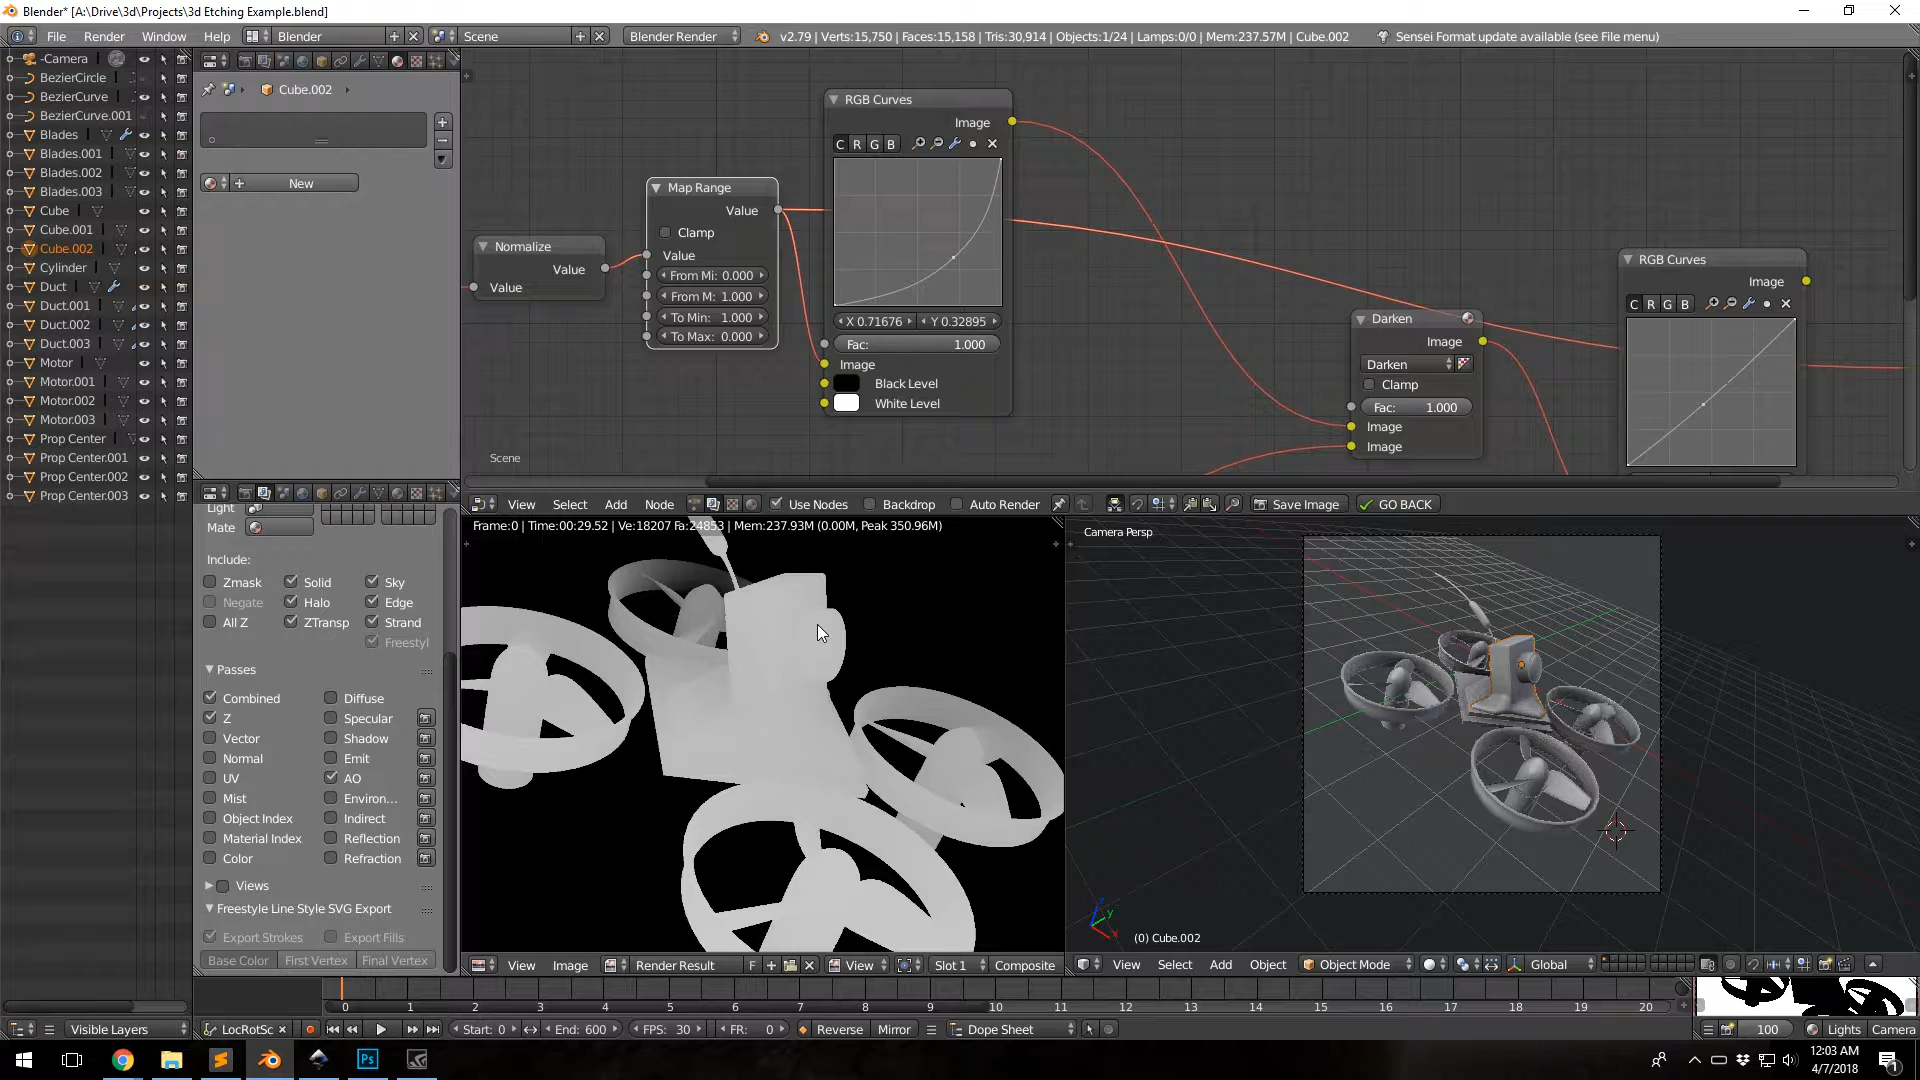 Blender* [A:\Drive\3d\Projects\3d Etching Example.blend]
File Render Window Help Blender Scene Blender Render v2.79 | Verts:15,750 | Faces:15,158 | Tris:30,914 | Objects:1/24 | Lamps:0/0 | Mem:237.57M | Cube.002 Sensei Format update available (see File menu)
-Camera
BezierCircle
BezierCurve
BezierCurve.001
Blades
Blades.001
Blades.002
Blades.003
Cube
Cube.001
Cube.002
Cylinder
Duct
Duct.001
Duct.002
Duct.003
Motor
Motor.001
Motor.002
Motor.003
Prop Center
Prop Center.001
Prop Center.002
Prop Center.003
Visible Layers
Cube.002
New
Light
Mate
Include:
Zmask Solid Sky
Negate Halo Edge
All Z ZTransp Strand
Freestyl
Passes
Combined Diffuse
Z Specular
Vector Shadow
Normal Emit
UV AO
Mist Environ...
Object Index Indirect
Material Index Reflection
Color Refraction
Views
Freestyle Line Style SVG Export
Export Strokes Export Fills
Base Color First Vertex Final Vertex
Normalize
Value
Value
Map Range
Value
Clamp
Value
From Mi: 0.000
From M: 1.000
To Min: 1.000
To Max: 0.000
RGB Curves
Image
C R G B
X 0.71676 Y 0.32895
Fac: 1.000
Image
Black Level
White Level
Darken
Image
Darken
Clamp
Fac: 1.000
Image
Image
RGB Curves
Image
C R G B
Scene
View Select Add Node Use Nodes Backdrop Auto Render Save Image GO BACK
Frame:0 | Time:00:29.52 | Ve:18207 Fa:24853 | Mem:237.93M (0.00M, Peak 350.96M)
View Image Render Result F View Slot 1 Composite
Camera Persp
z
y
x
(0) Cube.002
View Select Add Object Object Mode Global
0 1 2 3 4 5 6 7 8 9 10 11 12 13 14 15 16 17 18 19 20
LocRotSc Start: 0 End: 600 FPS: 30 FR: 0 Reverse Mirror Dope Sheet 100 Lights Camera
Ps
12:03 AM
4/7/2018
1